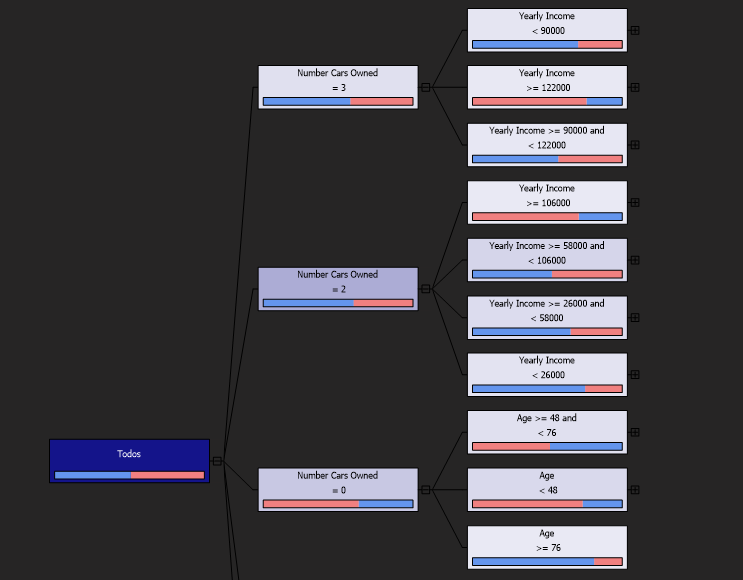 Todos
Number Cars Owned
= 3
Yearly Income
< 90000
Yearly Income
>= 122000
Yearly Income >= 90000 and
< 122000
Number Cars Owned
= 2
Yearly Income
>= 106000
Yearly Income >= 58000 and
< 106000
Yearly Income >= 26000 and
< 58000
Yearly Income
< 26000
Number Cars Owned
= 0
Age >= 48 and
< 76
Age
< 48
Age
>= 76